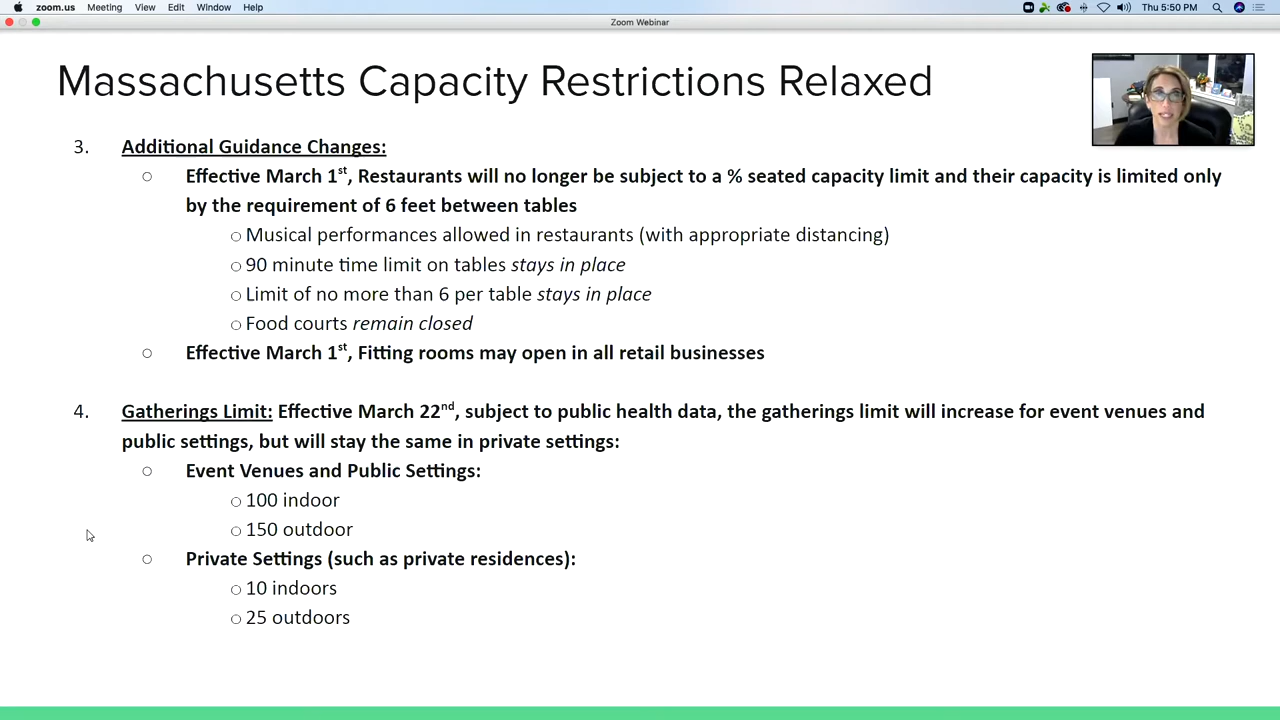 zoom.us Meeting View Edit Window Help Thu 5:50 PM
Zoom Webinar
Massachusetts Capacity Restrictions Relaxed
3. Additional Guidance Changes:
○ Effective March 1st, Restaurants will no longer be subject to a % seated capacity limit and their capacity is limited only
by the requirement of 6 feet between tables
○ Musical performances allowed in restaurants (with appropriate distancing)
○ 90 minute time limit on tables stays in place
○ Limit of no more than 6 per table stays in place
○ Food courts remain closed
○ Effective March 1st, Fitting rooms may open in all retail businesses
4. Gatherings Limit: Effective March 22nd, subject to public health data, the gatherings limit will increase for event venues and
public settings, but will stay the same in private settings:
○ Event Venues and Public Settings:
○ 100 indoor
○ 150 outdoor
○ Private Settings (such as private residences):
○ 10 indoors
○ 25 outdoors